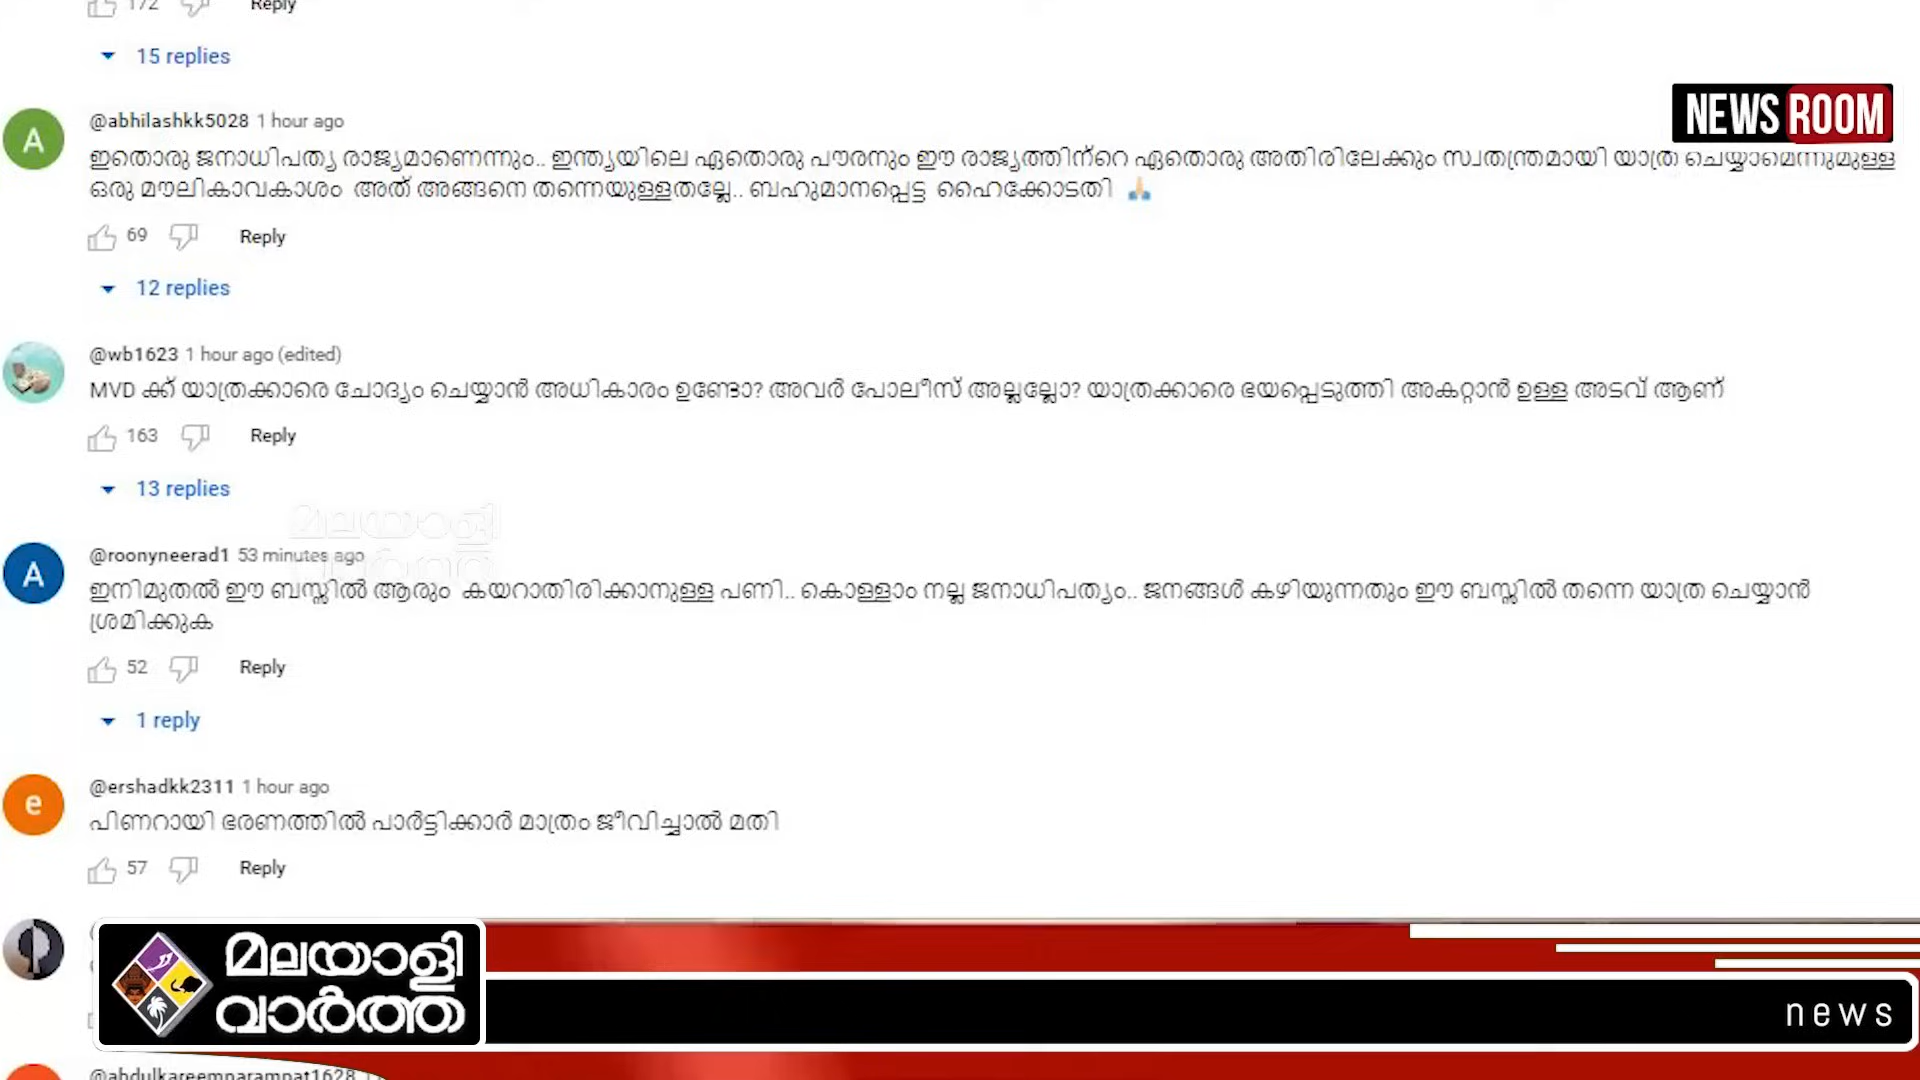 172 Reply
15 replies
NEWS ROOM
@abhilashkk5028 1 hour ago
ഇതൊരു ജനാധിപത്യ രാജ്യമാണെന്നും.. ഇന്ത്യയിലെ ഏതൊരു പൗരനും ഈ രാജ്യത്തിന്റെ ഏതൊരു അതിരിലേക്കും സ്വതന്ത്രമായി യാത്ര ചെയ്യാമെന്നുമുള്ള
ഒരു മൗലികാവകാശം അത് അങ്ങനെ തന്നെയുള്ളതല്ലേ.. ബഹുമാനപ്പെട്ട ഹൈക്കോടതി 🙏🏼
69 Reply
12 replies
@wb1623 1 hour ago (edited)
MVD ക്ക് യാത്രക്കാരെ ചോദ്യം ചെയ്യാൻ അധികാരം ഉണ്ടോ? അവർ പോലീസ് അല്ലല്ലോ? യാത്രക്കാരെ ഭയപ്പെടുത്തി അകറ്റാൻ ഉള്ള അടവ് ആണ്
163 Reply
13 replies
മലയാളി
വാർത്ത
@roonyneerad1 53 minutes ago
ഇനിമുതൽ ഈ ബസ്സിൽ ആരും കയറാതിരിക്കാനുള്ള പണി.. കൊള്ളാം നല്ല ജനാധിപത്യം.. ജനങ്ങൾ കഴിയുന്നതും ഈ ബസ്സിൽ തന്നെ യാത്ര ചെയ്യാൻ
ശ്രമിക്കുക
52 Reply
1 reply
@ershadkk2311 1 hour ago
പിണറായി ഭരണത്തിൽ പാർട്ടിക്കാർ മാത്രം ജീവിച്ചാൽ മതി
57 Reply
മലയാളി
വാർത്ത
news
@abdulkareemparampat1628